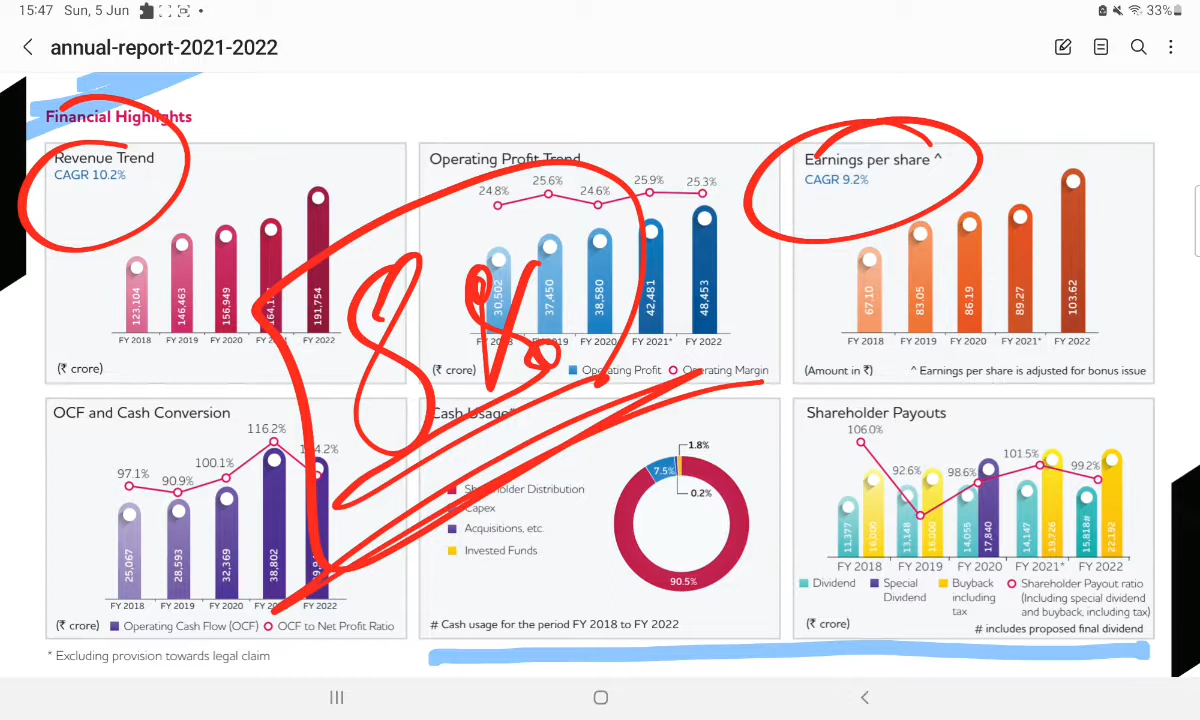 15:47 Sun, 5 Jun
33%
annual-report-2021-2022
Financial Highlights
Revenue Trend
CAGR 10.2%
123,104
146,463
156,949
191,754
FY 2018 FY 2019 FY 2020 FY 2022
(₹ crore)
Operating Profit Trend
24.8% 25.6% 24.6% 25.9% 25.3%
30,502
37,450
38,580
42,481
48,453
FY 2018 FY 2019 FY 2020 FY 2021* FY 2022
(₹ crore) Operating Profit Operating Margin
Earnings per share ^
CAGR 9.2%
67.10
83.05
86.19
89.27
103.62
FY 2018 FY 2019 FY 2020 FY 2021* FY 2022
(Amount in ₹) ^ Earnings per share is adjusted for bonus issue
OCF and Cash Conversion
97.1% 90.9% 100.1% 116.2%
25,067
28,593
32,369
38,802
FY 2018 FY 2019 FY 2020 FY 2022
(₹ crore) Operating Cash Flow (OCF) OCF to Net Profit Ratio
Cash Usage#
Shareholder Distribution
Capex
Acquisitions, etc.
Invested Funds
1.8%
7.5%
0.2%
90.5%
# Cash usage for the period FY 2018 to FY 2022
Shareholder Payouts
106.0% 92.6% 98.6% 101.5% 99.2%
11,377
16,000
13,148
16,000
14,055
17,840
14,147
19,726
15,818#
22,192
FY 2018 FY 2019 FY 2020 FY 2021* FY 2022
Dividend Special Dividend Buyback including tax Shareholder Payout ratio (Including special dividend and buyback, including tax)
(₹ crore) # includes proposed final dividend
* Excluding provision towards legal claim